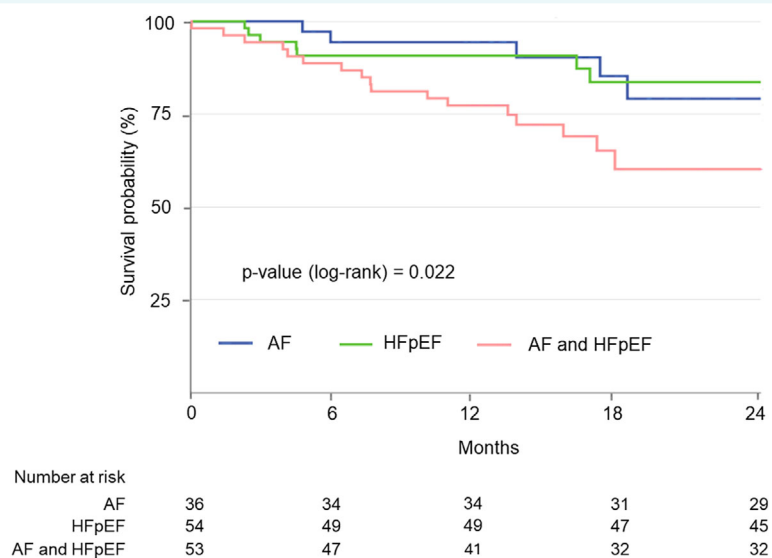 100
75
50
25
Survival probability (%)
p-value (log-rank) = 0.022
AF HFpEF AF and HFpEF
0 6 12 18 24
Months
Number at risk
AF 36 34 34 31 29
HFpEF 54 49 49 47 45
AF and HFpEF 53 47 41 32 32